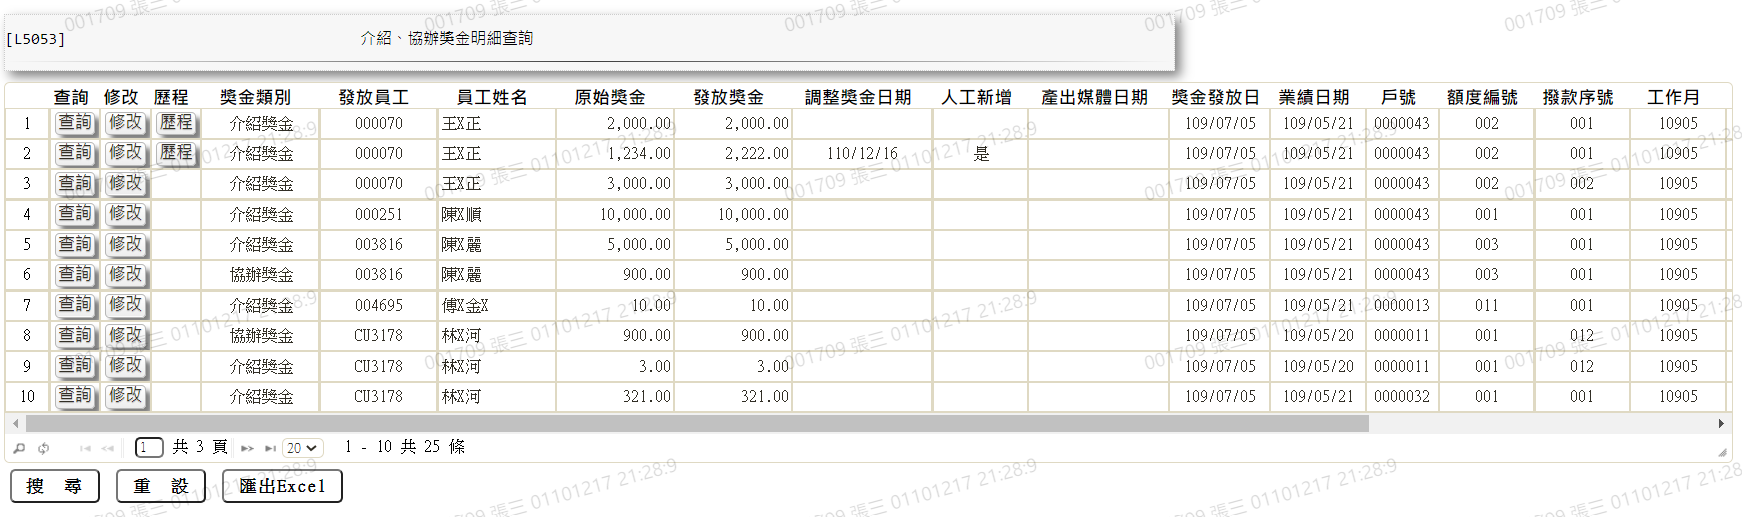 [L5053] 介紹、協辦獎金明細查詢
查詢 修改 歷程 獎金類別 發放員工 員工姓名 原始獎金 發放獎金 調整獎金日期 人工新增 產出媒體日期 獎金發放日 業績日期 戶號 額度編號 撥款序號 工作月
1 查詢 修改 歷程 介紹獎金 000070 王X正 2,000.00 2,000.00 109/07/05 109/05/21 0000043 002 001 10905
2 查詢 修改 歷程 介紹獎金 000070 王X正 1,234.00 2,222.00 110/12/16 是 109/07/05 109/05/21 0000043 002 001 10905
3 查詢 修改 介紹獎金 000070 王X正 3,000.00 3,000.00 109/07/05 109/05/21 0000043 002 002 10905
4 查詢 修改 介紹獎金 000251 陳X順 10,000.00 10,000.00 109/07/05 109/05/21 0000043 001 001 10905
5 查詢 修改 介紹獎金 003816 陳X麗 5,000.00 5,000.00 109/07/05 109/05/21 0000043 003 001 10905
6 查詢 修改 協辦獎金 003816 陳X麗 900.00 900.00 109/07/05 109/05/21 0000043 003 001 10905
7 查詢 修改 介紹獎金 004695 傅X金X 10.00 10.00 109/07/05 109/05/21 0000013 011 001 10905
8 查詢 修改 協辦獎金 CU3178 林X河 900.00 900.00 109/07/05 109/05/20 0000011 001 012 10905
9 查詢 修改 介紹獎金 CU3178 林X河 3.00 3.00 109/07/05 109/05/20 0000011 001 012 10905
10 查詢 修改 介紹獎金 CU3178 林X河 321.00 321.00 109/07/05 109/05/21 0000032 001 001 10905
1 共 3 頁 20 1 - 10 共 25 條
搜 尋 重 設 匯出Excel
001709 張三 01101217 21:28:9